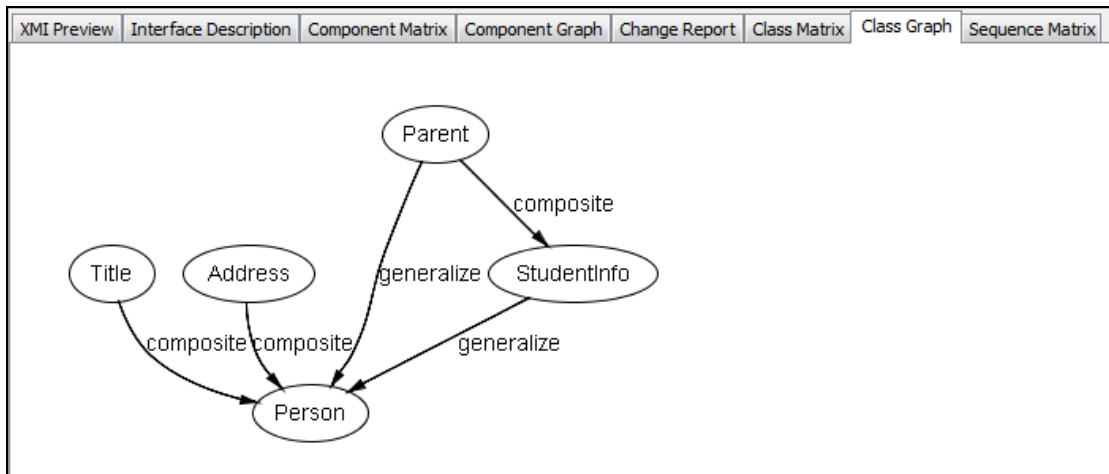 XMI Preview Interface Description Component Matrix Component Graph Change Report Class Matrix Class Graph Sequence Matrix
Parent
composite
Title Address generalize StudentInfo
composite composite generalize
Person